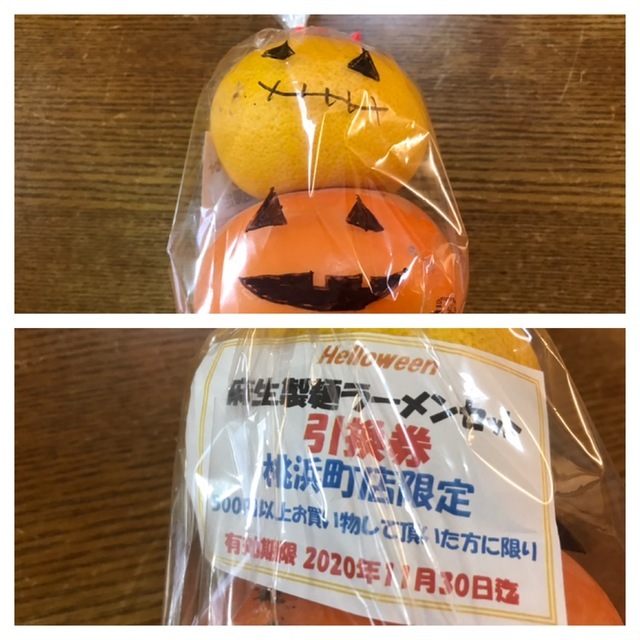 Helloween
麻生製麺ラーメンセット
引換券
桃浜町店限定
500円以上お買い物して頂いた方に限り
有効期限 2020年11月30日迄